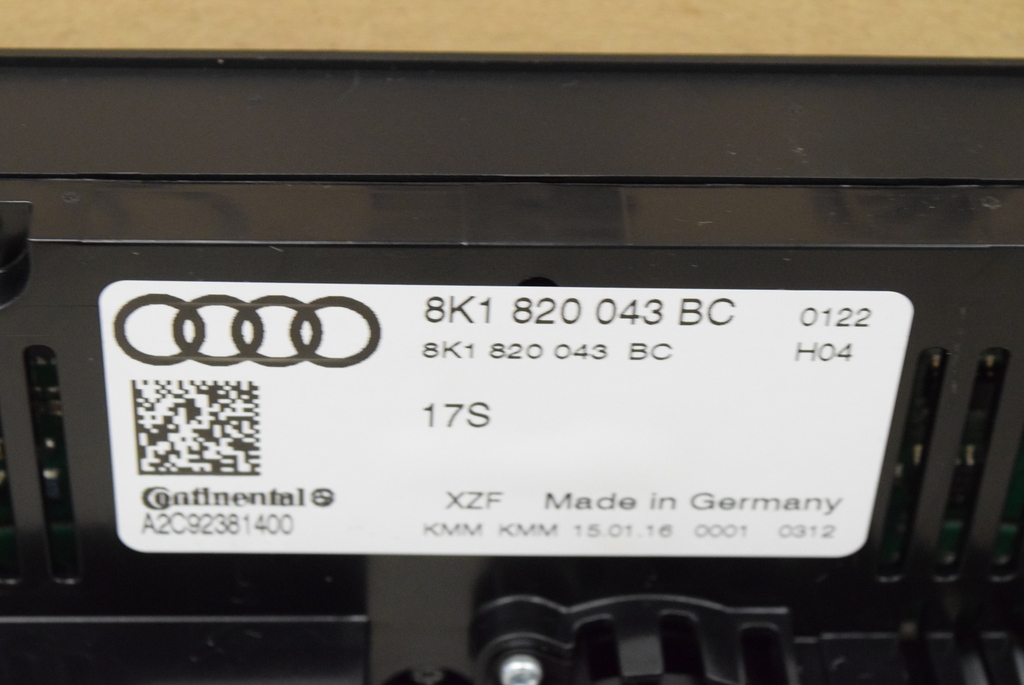 8K1 820 043 BC 0122
8K1 820 043 BC H04
17S
Continental
A2C92381400
XZF Made in Germany
KMM KMM 15.01.16 0001 0312